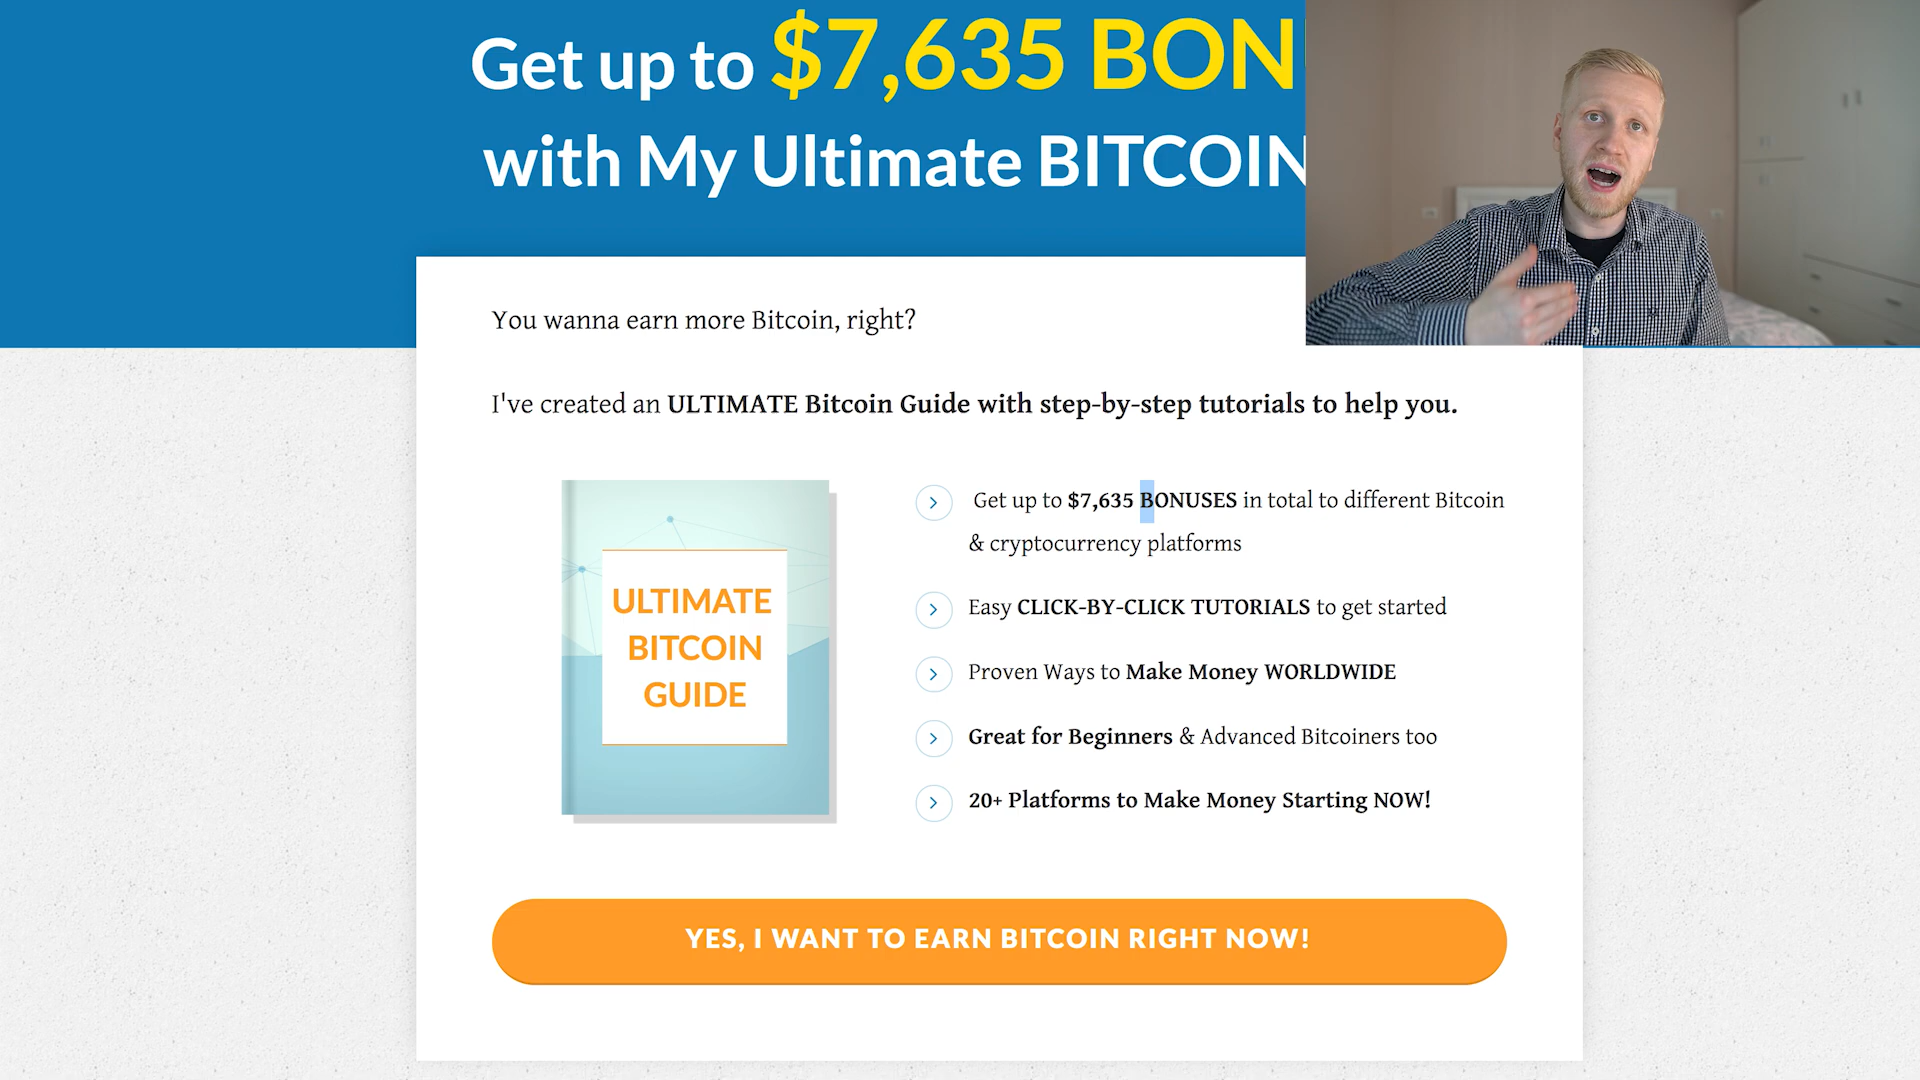 Get up to $7,635 BON
with My Ultimate BITCOIN
You wanna earn more Bitcoin, right?
I've created an ULTIMATE Bitcoin Guide with step-by-step tutorials to help you.
ULTIMATE
BITCOIN
GUIDE
Get up to $7,635 BONUSES in total to different Bitcoin
& cryptocurrency platforms
Easy CLICK-BY-CLICK TUTORIALS to get started
Proven Ways to Make Money WORLDWIDE
Great for Beginners & Advanced Bitcoiners too
20+ Platforms to Make Money Starting NOW!
YES, I WANT TO EARN BITCOIN RIGHT NOW!